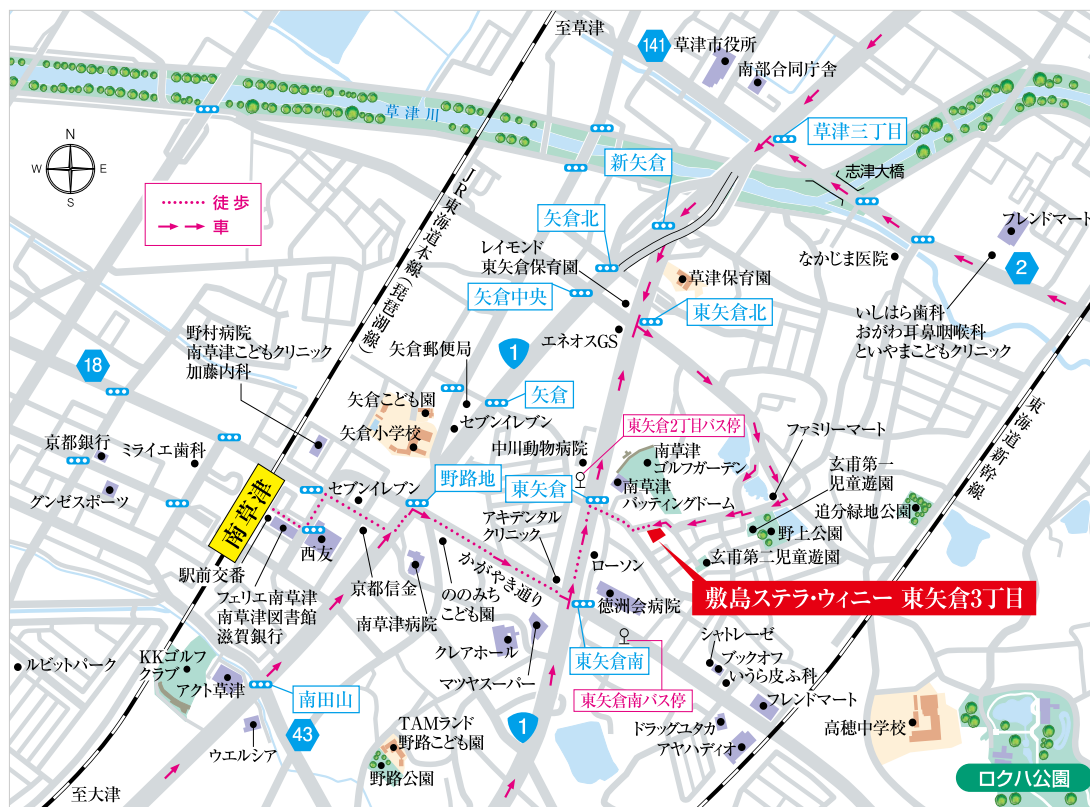 至草津
141
草津市役所
南部合同庁舎
草津川
草津三丁目
志津大橋
新矢倉
N
W
E
S
徒歩
車
JR東海道本線(琵琶湖線)
矢倉北
レイモンド
東矢倉保育園
矢倉中央
草津保育園
東矢倉北
エネオスGS
なかじま医院
フレンドマート
2
いしはら歯科
おがわ耳鼻咽喉科
といやまこどもクリニック
野村病院
南草津こどもクリニック
加藤内科
矢倉郵便局
1
18
矢倉
矢倉こども園
矢倉小学校
セブンイレブン
中川動物病院
東矢倉2丁目バス停
南草津
ゴルフガーデン
南草津
バッティングドーム
ファミリーマート
東海道新幹線
玄甫第一
児童遊園
追分緑地公園
野上公園
玄甫第二児童遊園
京都銀行
ミライエ歯科
グンゼスポーツ
南草津
セブンイレブン
野路地
東矢倉
アキデンタル
クリニック
西友
駅前交番
フェリエ南草津
南草津図書館
滋賀銀行
京都信金
南草津病院
ののみち
こども園
かがやき通り
ローソン
徳洲会病院
敷島ステラ・ウィニー 東矢倉3丁目
クレアホール
マツヤスーパー
東矢倉南
東矢倉南バス停
シャトレーゼ
ブックオフ
いうら皮ふ科
フレンドマート
ドラッグユタカ
アヤハディオ
高穂中学校
ロクハ公園
ルビットパーク
KKゴルフ
クラブ
アクト草津
南田山
43
ウエルシア
TAMランド
野路こども園
野路公園
1
至大津